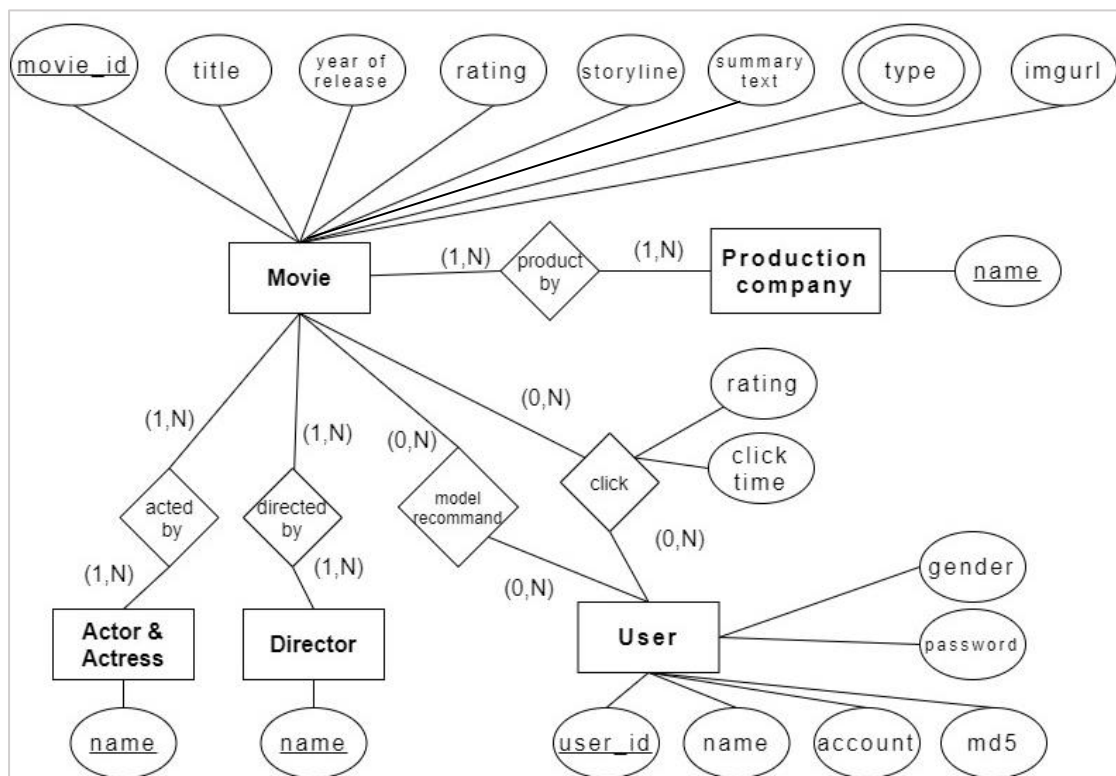 movie_id
title
year of
release
rating
storyline
summary
text
type
imgurl
Movie
(1,N)
product
by
(1,N)
Production
company
name
(1,N)
(1,N)
(0,N)
(0,N)
rating
click
time
acted
by
directed
by
model
recommand
click
(1,N)
(1,N)
(0,N)
(0,N)
gender
password
Actor &
Actress
Director
User
name
name
user_id
name
account
md5